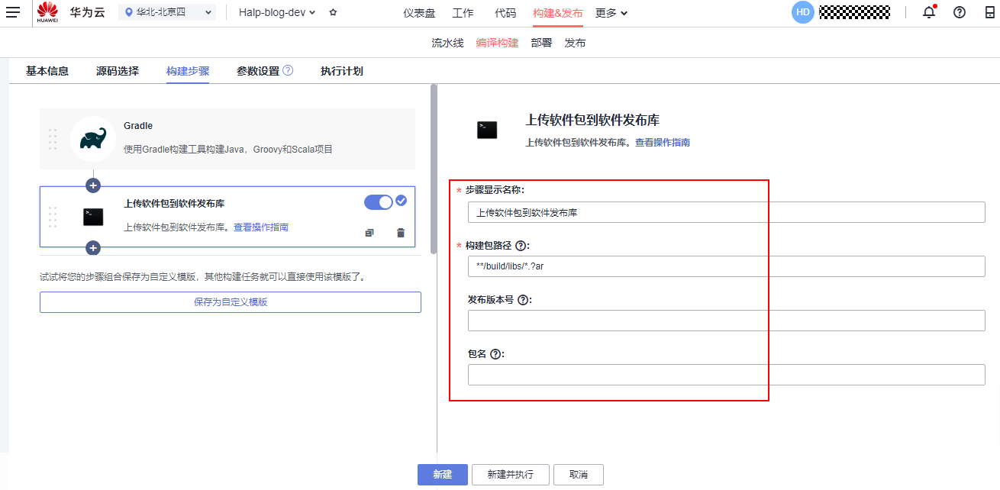 HUAWEI
华为云
华北-北京四
Halp-blog-dev
仪表盘
工作
代码
构建&发布
更多
HD
流水线
编译构建
部署
发布
基本信息
源码选择
构建步骤
参数设置
执行计划
Gradle
使用Gradle构建工具构建Java，Groovy和Scala项目
上传软件包到软件发布库
上传软件包到软件发布库。查看操作指南
试试将您的步骤组合保存为自定义模版，其他构建任务就可以直接使用该模版了。
保存为自定义模版
上传软件包到软件发布库
上传软件包到软件发布库。查看操作指南
* 步骤显示名称:
上传软件包到软件发布库
* 构建包路径 ?:
**/build/libs/*.?ar
发布版本号 ?:
包名 ?:
新建
新建并执行
取消